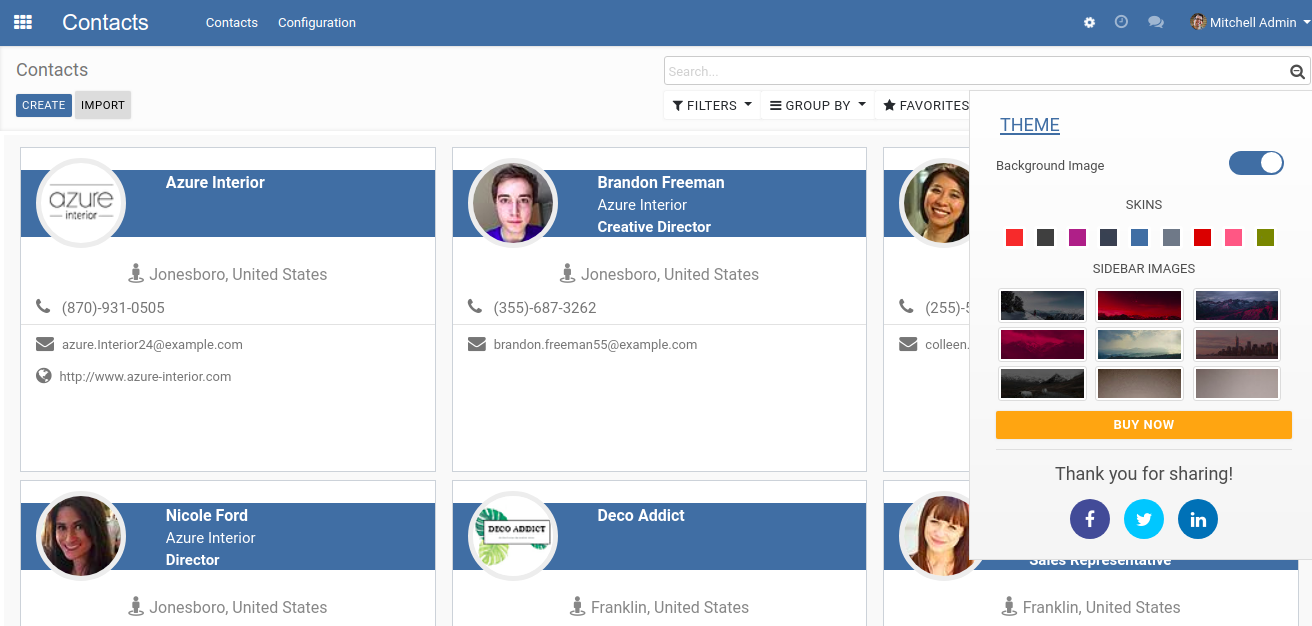 Contacts
Contacts Configuration
Mitchell Admin
Contacts
Search...
CREATE IMPORT
FILTERS GROUP BY FAVORITES
THEME
Background Image
SKINS
SIDEBAR IMAGES
BUY NOW
Thank you for sharing!
azure
interior
Azure Interior
Jonesboro, United States
(870)-931-0505
azure.Interior24@example.com
http://www.azure-interior.com
Brandon Freeman
Azure Interior
Creative Director
Jonesboro, United States
(355)-687-3262
brandon.freeman55@example.com
(255)-5
colleen.
Nicole Ford
Azure Interior
Director
Jonesboro, United States
DECO ADDICT
Deco Addict
Franklin, United States
Sales Representative
Franklin, United States